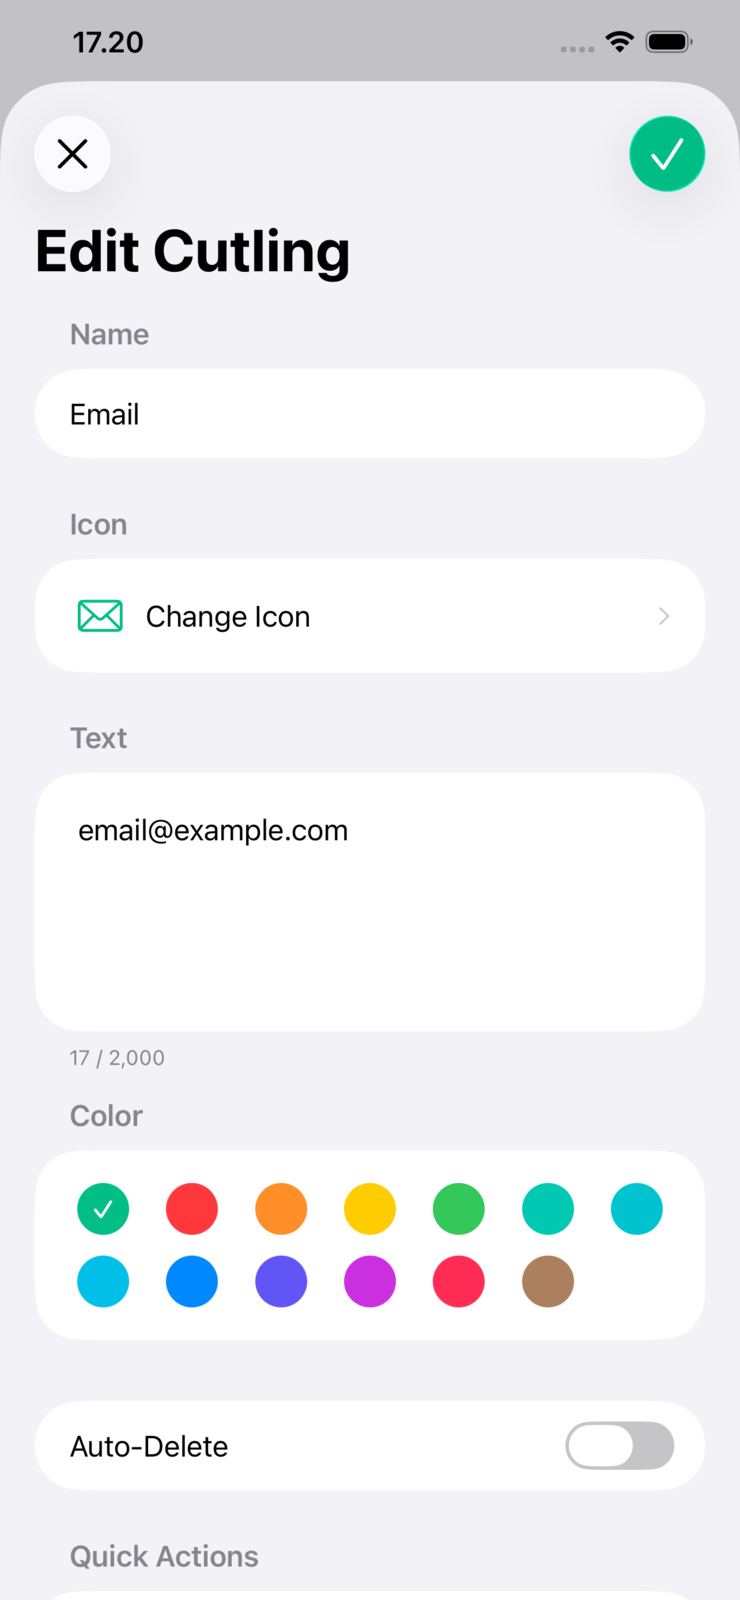 17.20
Edit Cutling
Name
Email
Icon
Change Icon
Text
email@example.com
17 / 2,000
Color
Auto-Delete
Quick Actions